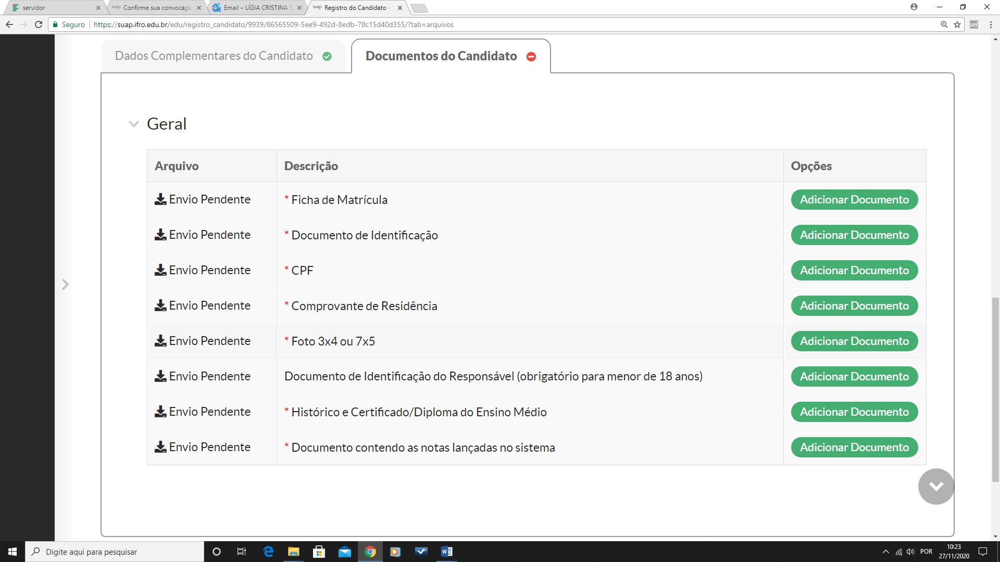 servidor
suap Confirme sua convocaçã
Email – LÍGIA CRISTINA S
suap Registro do Candidato -
Seguro
https://suap.ifro.edu.br/edu/registro_candidato/9939/86565509-5ee9-492d-8edb-78c15d40d355/?tab=arquivos
sei!
Dados Complementares do Candidato
Documentos do Candidato
Geral
Arquivo Descrição Opções
Envio Pendente * Ficha de Matrícula Adicionar Documento
Envio Pendente * Documento de Identificação Adicionar Documento
Envio Pendente * CPF Adicionar Documento
Envio Pendente * Comprovante de Residência Adicionar Documento
Envio Pendente * Foto 3x4 ou 7x5 Adicionar Documento
Envio Pendente Documento de Identificação do Responsável (obrigatório para menor de 18 anos) Adicionar Documento
Envio Pendente * Histórico e Certificado/Diploma do Ensino Médio Adicionar Documento
Envio Pendente * Documento contendo as notas lançadas no sistema Adicionar Documento
Digite aqui para pesquisar
POR
10:23
27/11/2020